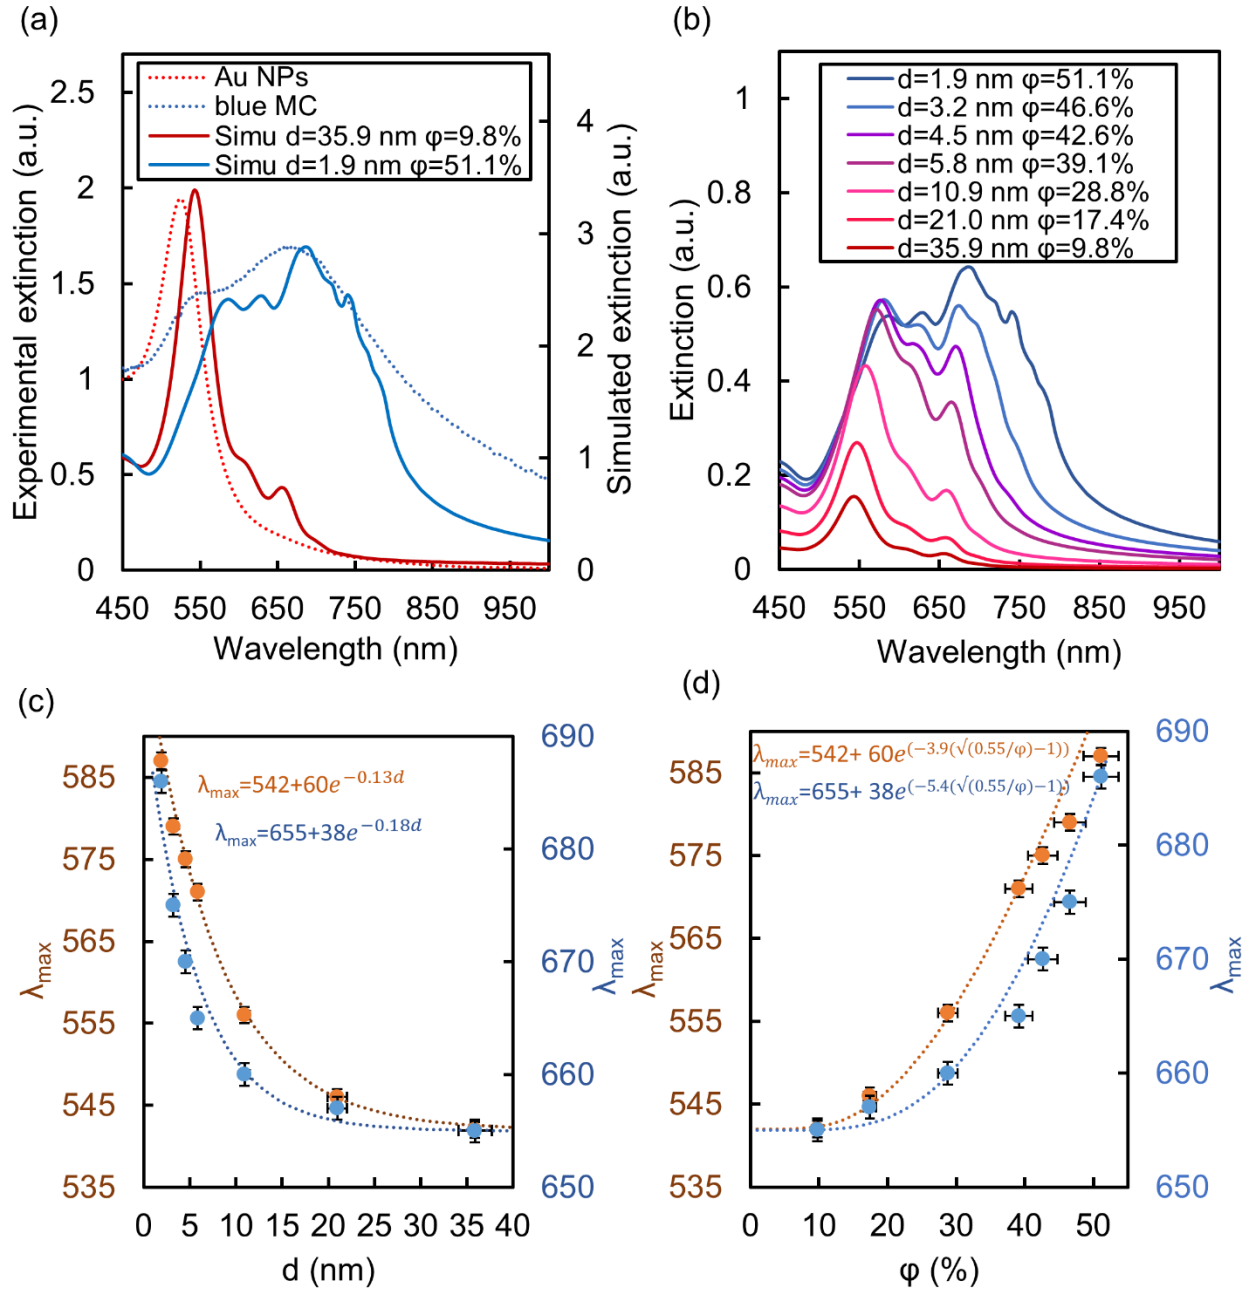 (a)
Experimental extinction (a.u.)
2.5
2
1.5
1
0.5
0
Au NPs
blue MC
Simu d=35.9 nm φ=9.8%
Simu d=1.9 nm φ=51.1%
4
3
2
1
0
Simulated extinction (a.u.)
450 550 650 750 850 950
Wavelength (nm)
(b)
Extinction (a.u.)
1
0.8
0.6
0.4
0.2
0
d=1.9 nm φ=51.1%
d=3.2 nm φ=46.6%
d=4.5 nm φ=42.6%
d=5.8 nm φ=39.1%
d=10.9 nm φ=28.8%
d=21.0 nm φ=17.4%
d=35.9 nm φ=9.8%
450 550 650 750 850 950
Wavelength (nm)
(c)
λmax
585
575
565
555
545
535
λmax=542+60e^−0.13d
λmax=655+38e^−0.18d
690
680
670
660
650
λmax
0 5 10 15 20 25 30 35 40
d (nm)
(d)
λmax
585
575
565
555
545
535
λmax=542+ 60e^(−3.9(√(0.55/φ)−1))
λmax=655+ 38e^(−5.4(√(0.55/φ)−1))
690
680
670
660
650
λmax
0 10 20 30 40 50
φ (%)